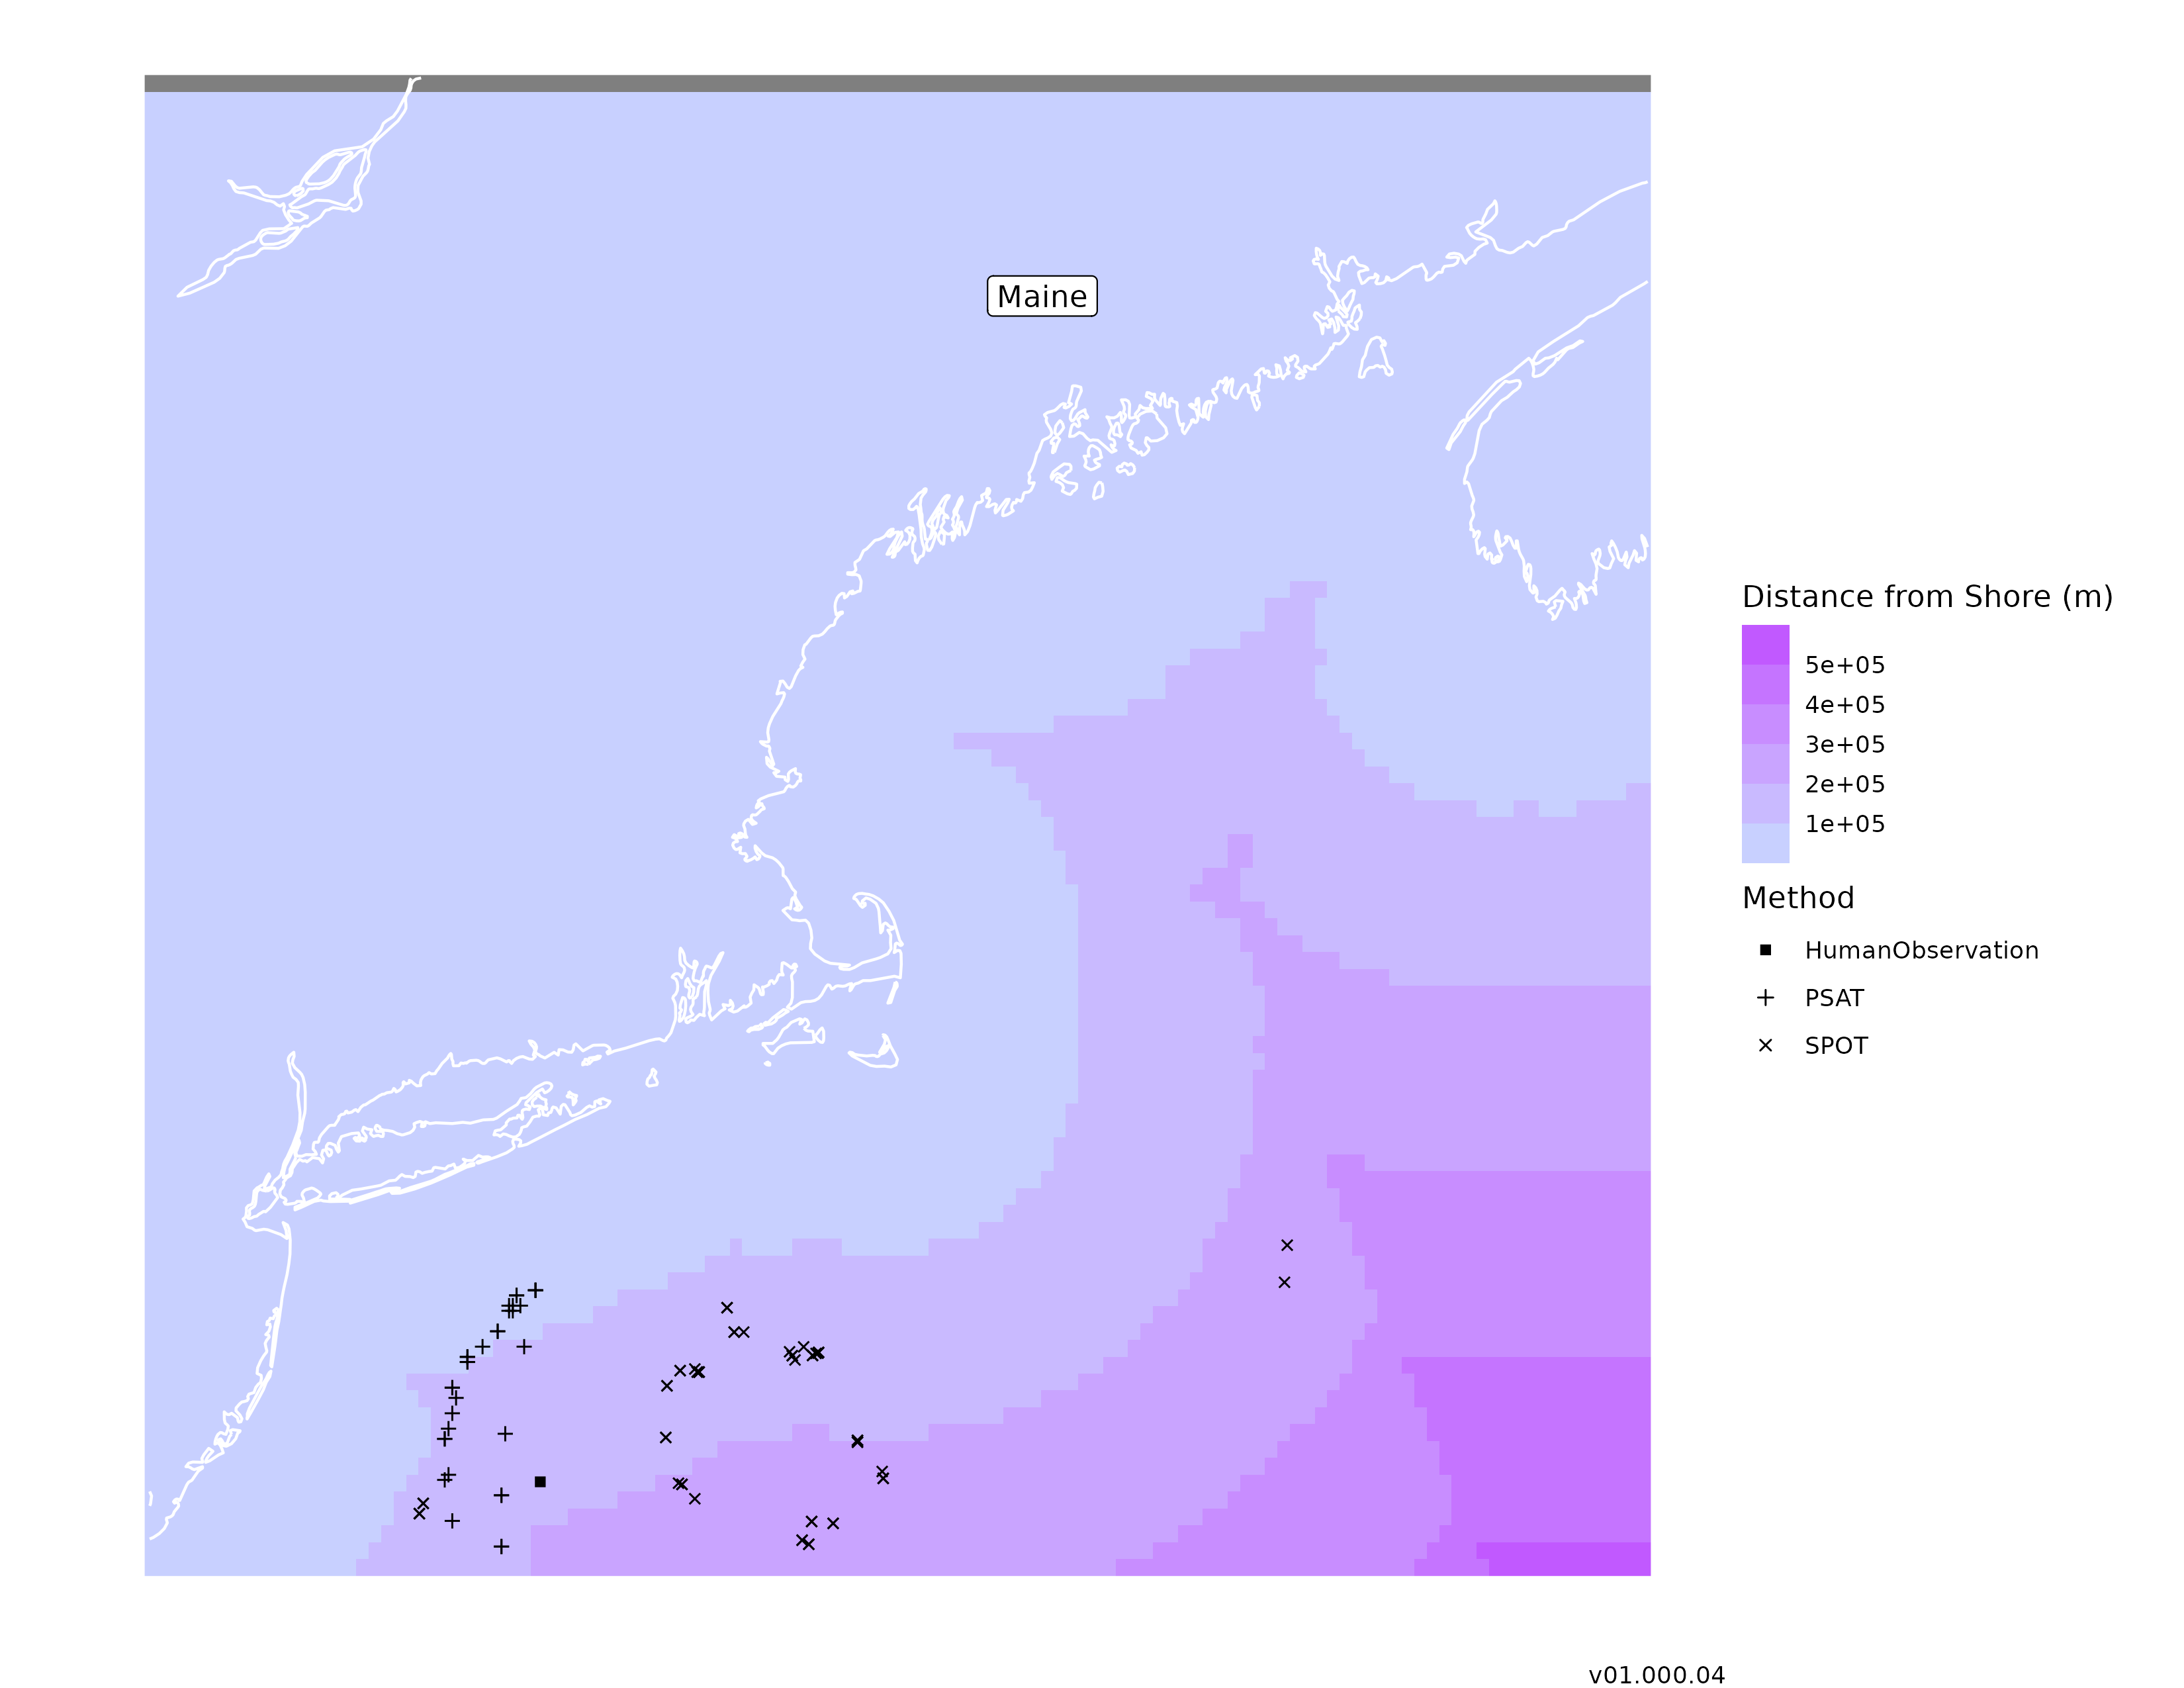 Maine
Distance from Shore (m)
5e+05
4e+05
3e+05
2e+05
1e+05
Method
HumanObservation
PSAT
SPOT
v01.000.04